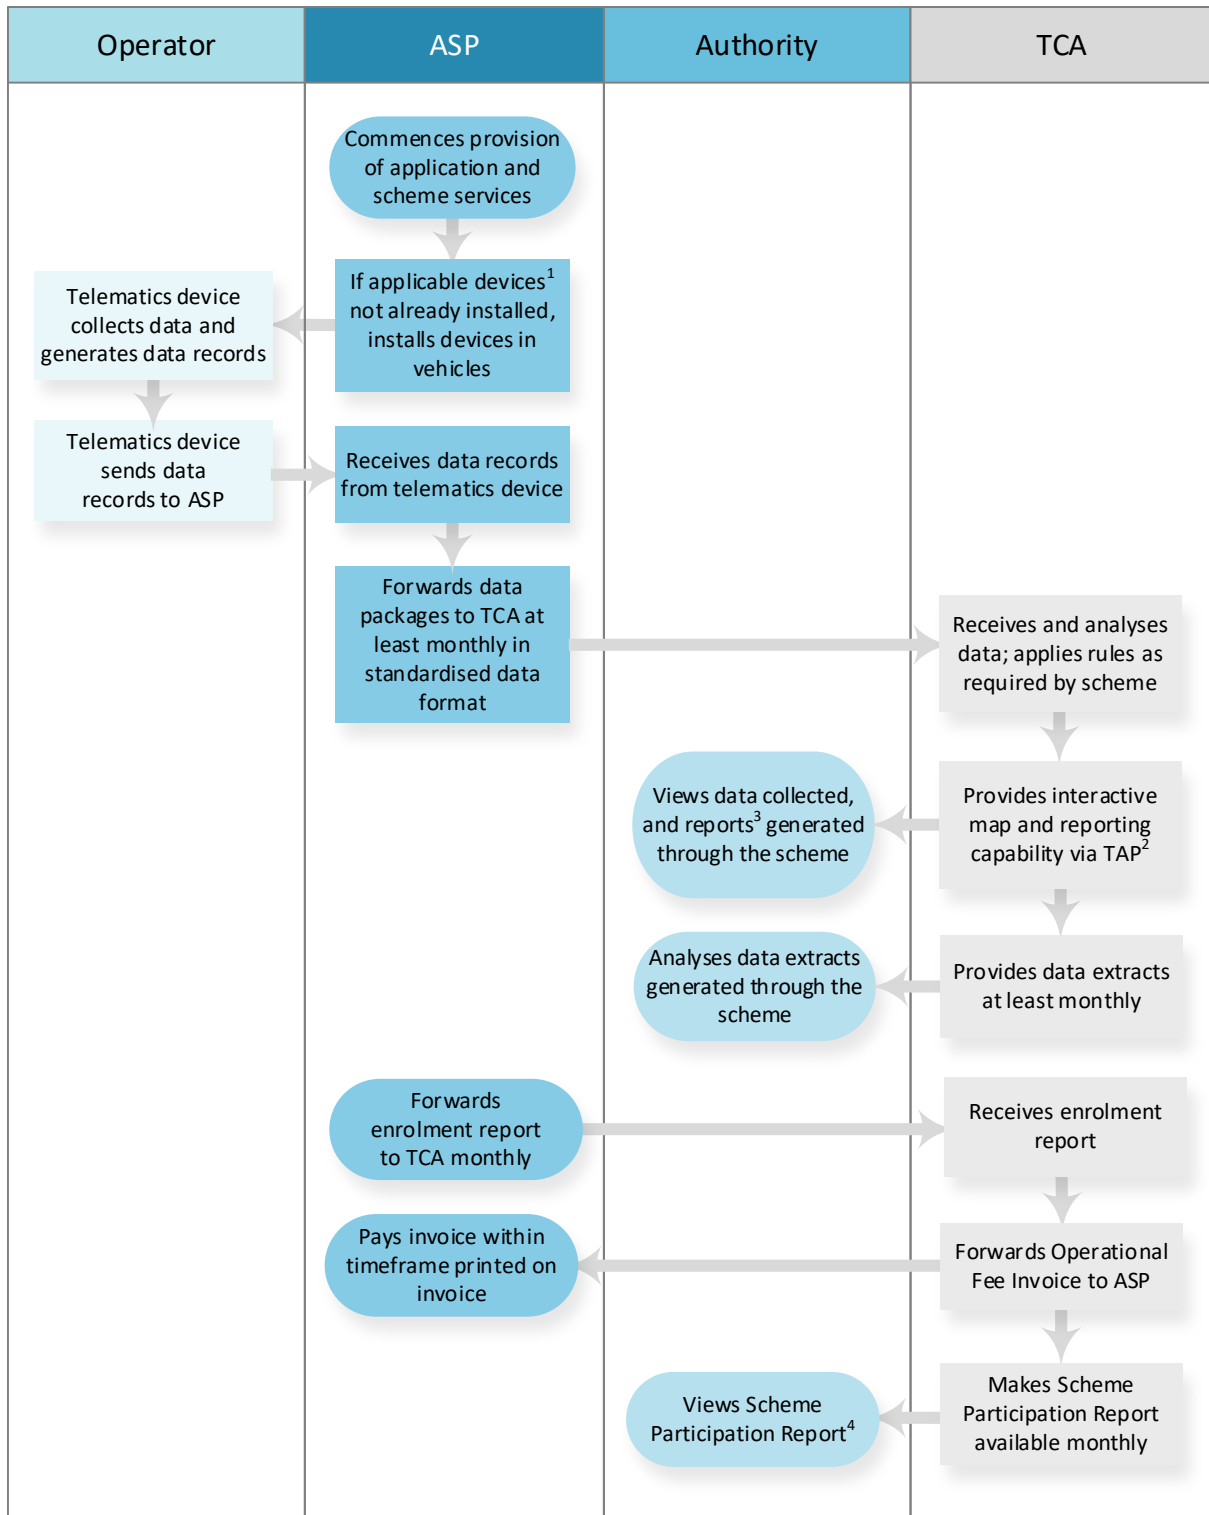 Operator
ASP
Authority
TCA
Commences provision
of application and
scheme services
If applicable devices¹
not already installed,
installs devices in
vehicles
Telematics device
collects data and
generates data records
Telematics device
sends data
records to ASP
Receives data records
from telematics device
Forwards data
packages to TCA at
least monthly in
standardised data
format
Receives and analyses
data; applies rules as
required by scheme
Provides interactive
map and reporting
capability via TAP²
Views data collected,
and reports³ generated
through the scheme
Provides data extracts
at least monthly
Analyses data extracts
generated through the
scheme
Forwards
enrolment report
to TCA monthly
Receives enrolment
report
Forwards Operational
Fee Invoice to ASP
Pays invoice within
timeframe printed on
invoice
Makes Scheme
Participation Report
available monthly
Views Scheme
Participation Report⁴